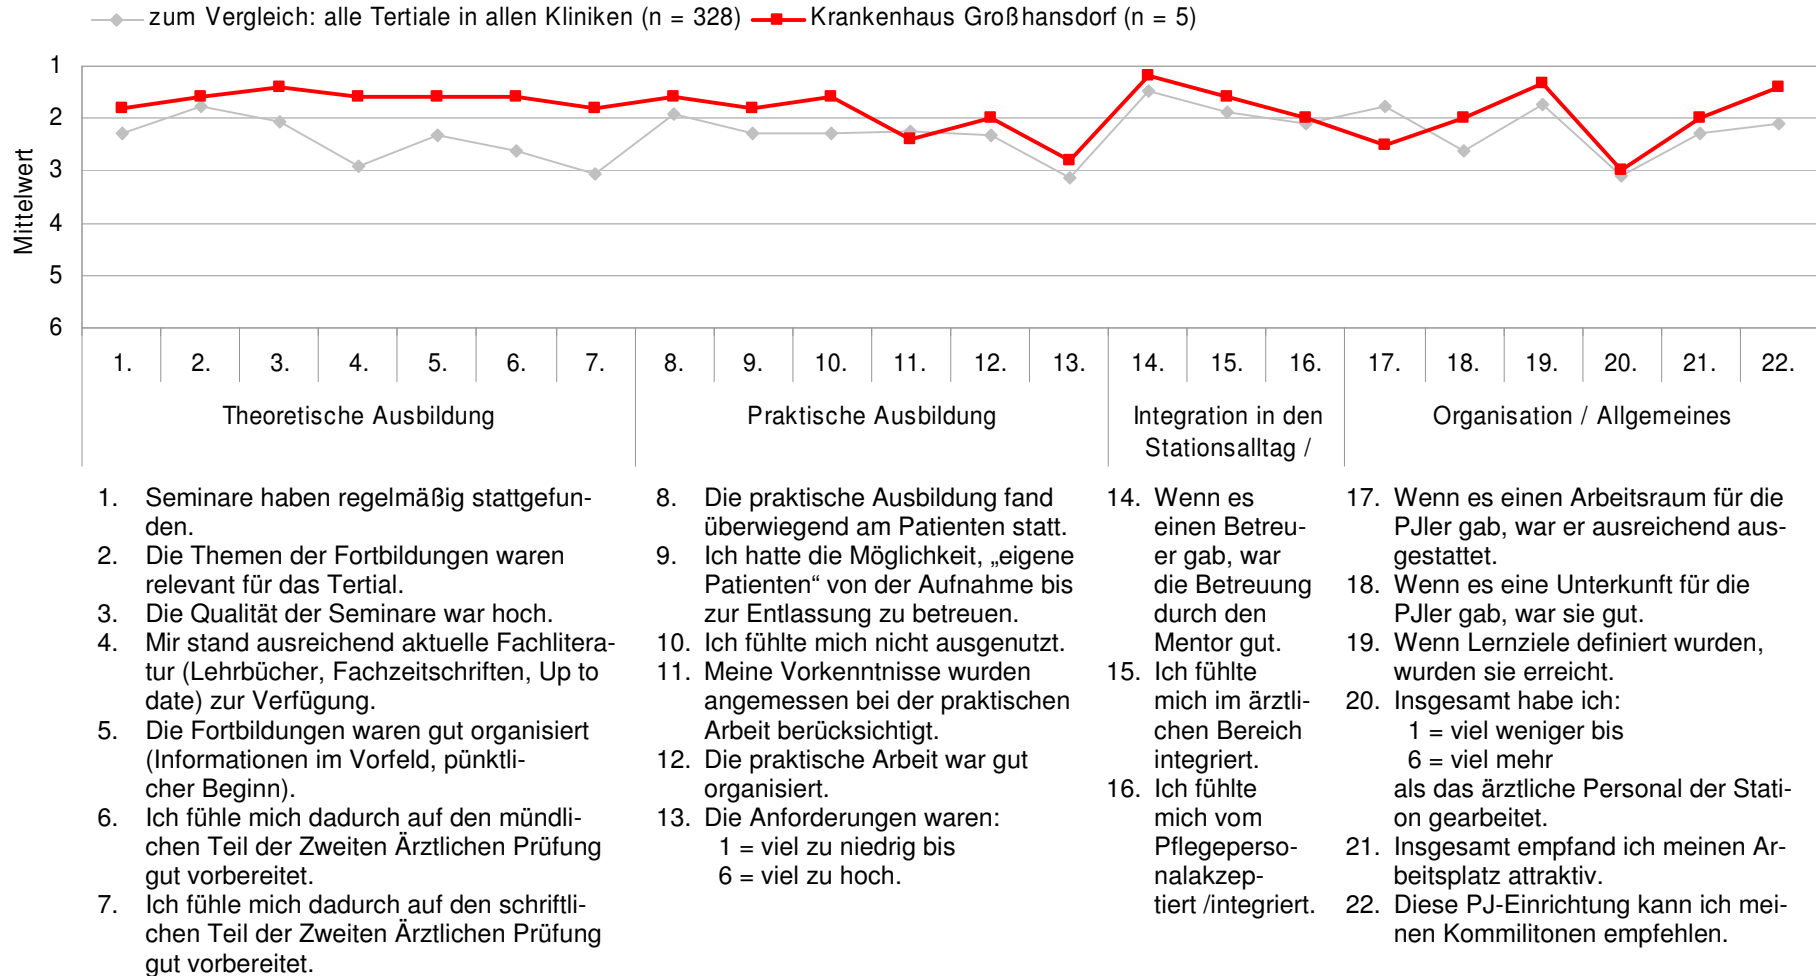 zum Vergleich: alle Tertiale in allen Kliniken (n = 328)
Krankenhaus Großhansdorf (n = 5)
Mittelwert
1
2
3
4
5
6
1. 2. 3. 4. 5. 6. 7. 8. 9. 10. 11. 12. 13. 14. 15. 16. 17. 18. 19. 20. 21. 22.
Theoretische Ausbildung
Praktische Ausbildung
Integration in den
Stationsalltag /
Organisation / Allgemeines
1. Seminare haben regelmäßig stattgefun-
den.
2. Die Themen der Fortbildungen waren
relevant für das Tertial.
3. Die Qualität der Seminare war hoch.
4. Mir stand ausreichend aktuelle Fachlitera-
tur (Lehrbücher, Fachzeitschriften, Up to
date) zur Verfügung.
5. Die Fortbildungen waren gut organisiert
(Informationen im Vorfeld, pünktli-
cher Beginn).
6. Ich fühle mich dadurch auf den mündli-
chen Teil der Zweiten Ärztlichen Prüfung
gut vorbereitet.
7. Ich fühle mich dadurch auf den schriftli-
chen Teil der Zweiten Ärztlichen Prüfung
gut vorbereitet.
8. Die praktische Ausbildung fand
überwiegend am Patienten statt.
9. Ich hatte die Möglichkeit, „eigene
Patienten“ von der Aufnahme bis
zur Entlassung zu betreuen.
10. Ich fühlte mich nicht ausgenutzt.
11. Meine Vorkenntnisse wurden
angemessen bei der praktischen
Arbeit berücksichtigt.
12. Die praktische Arbeit war gut
organisiert.
13. Die Anforderungen waren:
1 = viel zu niedrig bis
6 = viel zu hoch.
14. Wenn es
einen Betreu-
er gab, war
die Betreuung
durch den
Mentor gut.
15. Ich fühlte
mich im ärztli-
chen Bereich
integriert.
16. Ich fühlte
mich vom
Pflegeperso-
nalakzep-
tiert /integriert.
17. Wenn es einen Arbeitsraum für die
PJler gab, war er ausreichend aus-
gestattet.
18. Wenn es eine Unterkunft für die
PJler gab, war sie gut.
19. Wenn Lernziele definiert wurden,
wurden sie erreicht.
20. Insgesamt habe ich:
1 = viel weniger bis
6 = viel mehr
als das ärztliche Personal der Stati-
on gearbeitet.
21. Insgesamt empfand ich meinen Ar-
beitsplatz attraktiv.
22. Diese PJ-Einrichtung kann ich mei-
nen Kommilitonen empfehlen.